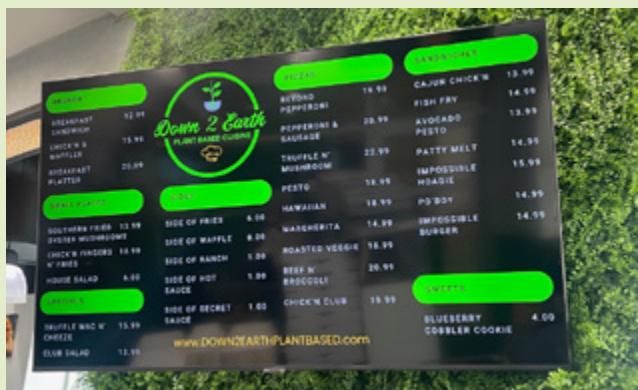 BRUNCH
BREAKFAST 12.99
SANDWICH
CHICK'N & 15.99
WAFFLES
BREAKFAST 20.99
PLATTER
SMALL PLATES
SOUTHERN FRIED 13.99
OYSTER MUSHROOMS
CHICK'N FINGERS 10.99
N' FRIES
HOUSE SALAD 6.00
SPECIALS
TRUFFLE MAC N' 15.99
CHEEZE
CLUB SALAD 13.99
Down 2 Earth
PLANT BASED CUISINE
SIDE OF FRIES 6.00
SIDE OF WAFFLE 8.00
SIDE OF RANCH 1.00
SIDE OF HOT 1.00
SAUCE
SIDE OF SECRET 1.00
SAUCE
PIZZAS
BEYOND 19.99
PEPPERONI
PEPPERONI & 20.99
SAUSAGE
TRUFFLE N' 22.99
MUSHROOM
PESTO 18.99
HAWAIIAN 18.99
MARGHERITA 14.99
ROASTED VEGGIE 18.99
BEEF N' 20.99
BROCCOLI
CHICK'N CLUB 19.99
SANDWICHES
CAJUN CHICK'N 13.99
FISH FRY 14.99
AVOCADO 13.99
PESTO
PATTY MELT 14.99
IMPOSSIBLE 15.99
HOAGIE
PO'BOY 14.99
IMPOSSIBLE 14.99
BURGER
SWEETS
BLUEBERRY 4.00
COBBLER COOKIE
www.DOWN2EARTHPLANTBASED.com